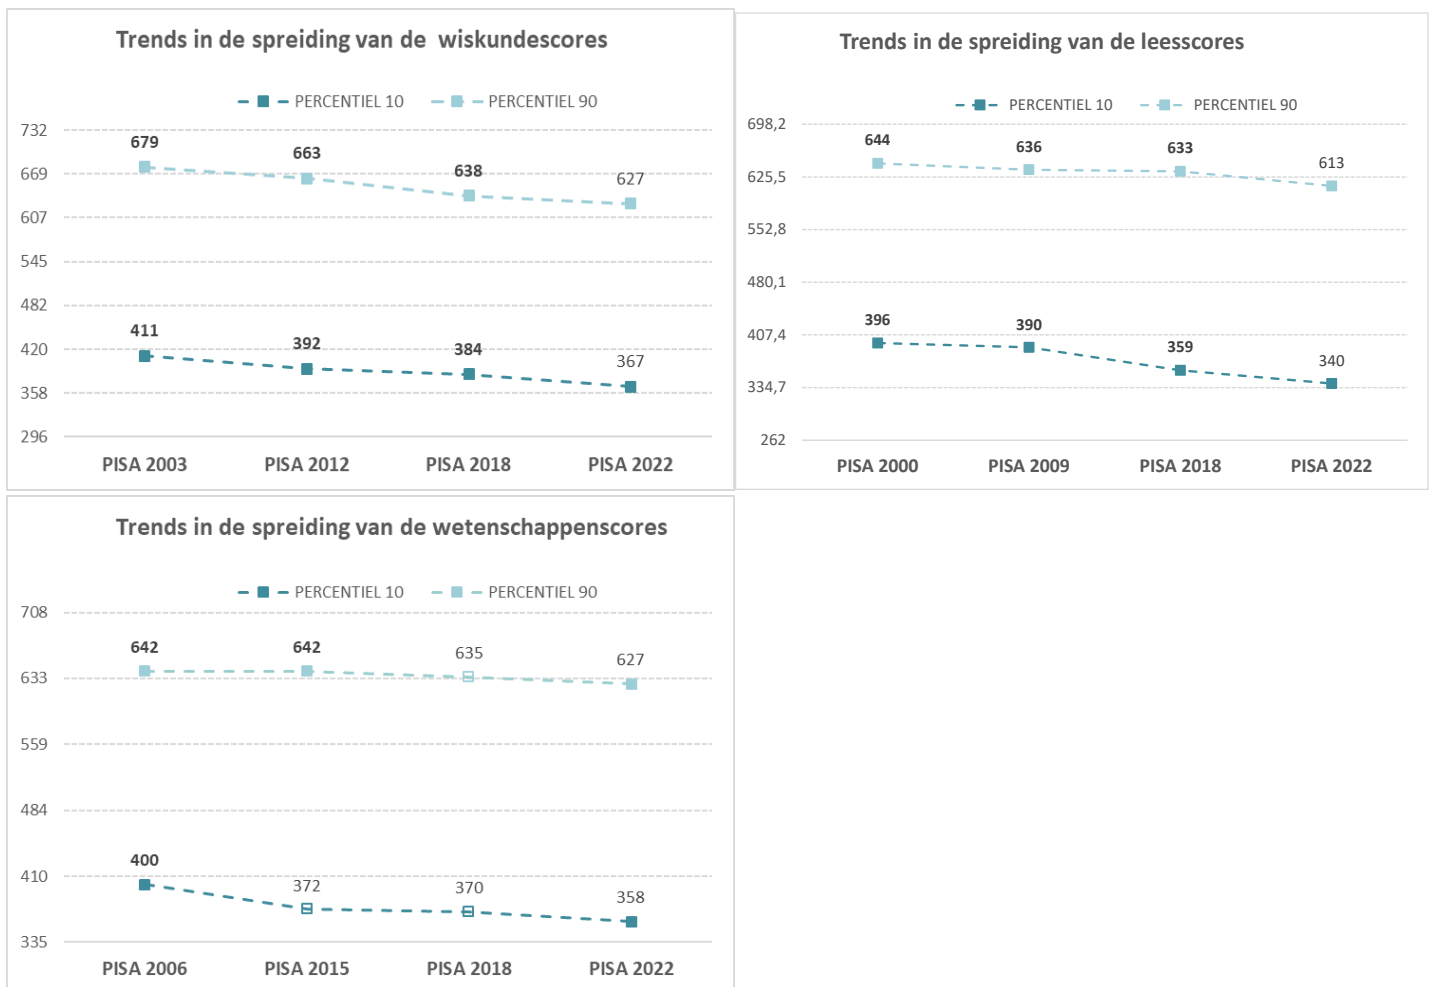 Trends in de spreiding van de wiskundescores
PERCENTIEL 10 PERCENTIEL 90
732
669
607
545
482
420
358
296
679 663 638 627
411 392 384 367
PISA 2003 PISA 2012 PISA 2018 PISA 2022
Trends in de spreiding van de leesscores
PERCENTIEL 10 PERCENTIEL 90
698,2
625,5
552,8
480,1
407,4
334,7
262
644 636 633 613
396 390 359 340
PISA 2000 PISA 2009 PISA 2018 PISA 2022
Trends in de spreiding van de wetenschappenscores
PERCENTIEL 10 PERCENTIEL 90
708
633
559
484
410
335
642 642 635 627
400 372 370 358
PISA 2006 PISA 2015 PISA 2018 PISA 2022